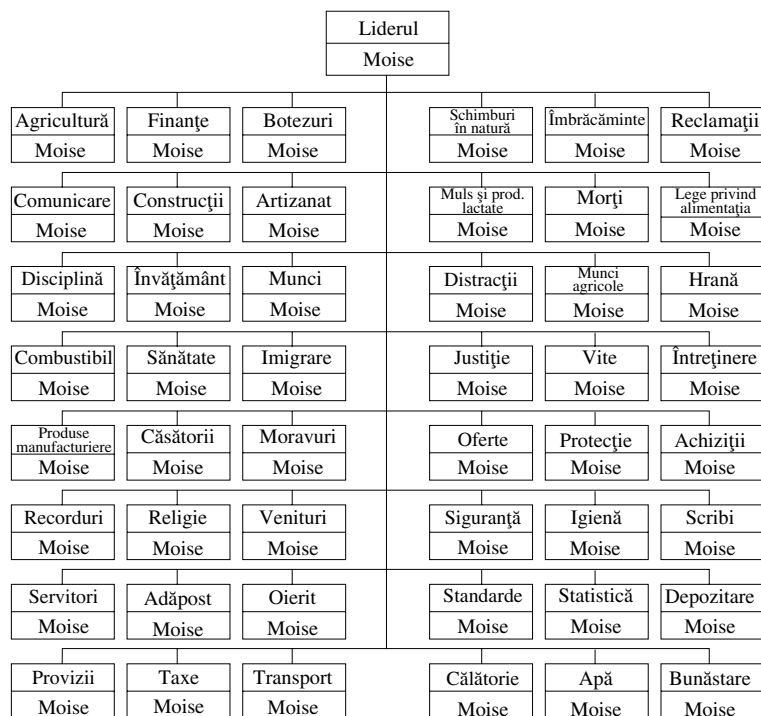 Liderul
Moise
Agricultură Finanţe Botezuri Schimburi în natură Îmbrăcăminte Reclamaţii
Moise Moise Moise Moise Moise Moise
Comunicare Construcţii Artizanat Muls şi prod. lactate Morţi Lege privind alimentaţia
Moise Moise Moise Moise Moise Moise
Disciplină Învăţământ Munci Distracţii Munci agricole Hrană
Moise Moise Moise Moise Moise Moise
Combustibil Sănătate Imigrare Justiţie Vite Întreţinere
Moise Moise Moise Moise Moise Moise
Produse manufacturiere Căsătorii Moravuri Oferte Protecţie Achiziţii
Moise Moise Moise Moise Moise Moise
Recorduri Religie Venituri Siguranţă Igienă Scribi
Moise Moise Moise Moise Moise Moise
Servitori Adăpost Oierit Standarde Statistică Depozitare
Moise Moise Moise Moise Moise Moise
Provizii Taxe Transport Călătorie Apă Bunăstare
Moise Moise Moise Moise Moise Moise